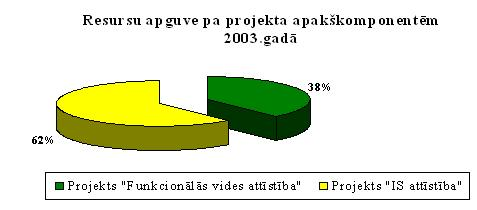 Resursu apguve pa projekta apakškomponentēm
2003.gadā
38%
62%
Projekts "Funkcionālās vides attīstība" Projekts "IS attīstība"